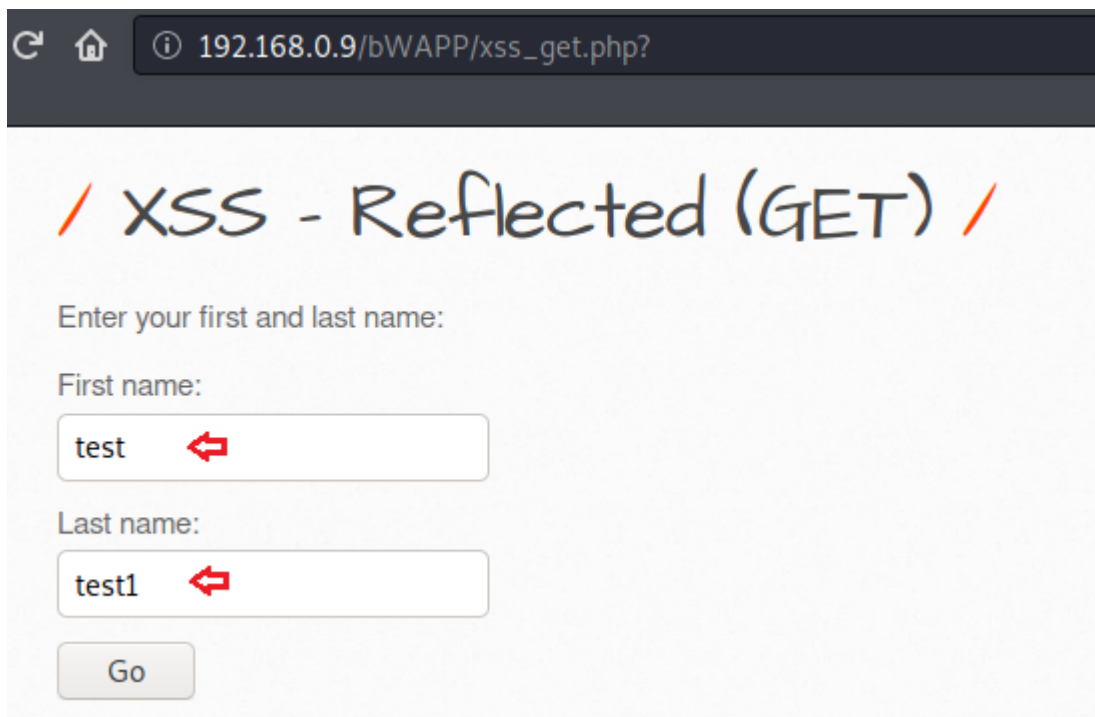 192.168.0.9/bWAPP/xss_get.php?
/ XSS - Reflected (GET) /
Enter your first and last name:
First name:
test
Last name:
test1
Go